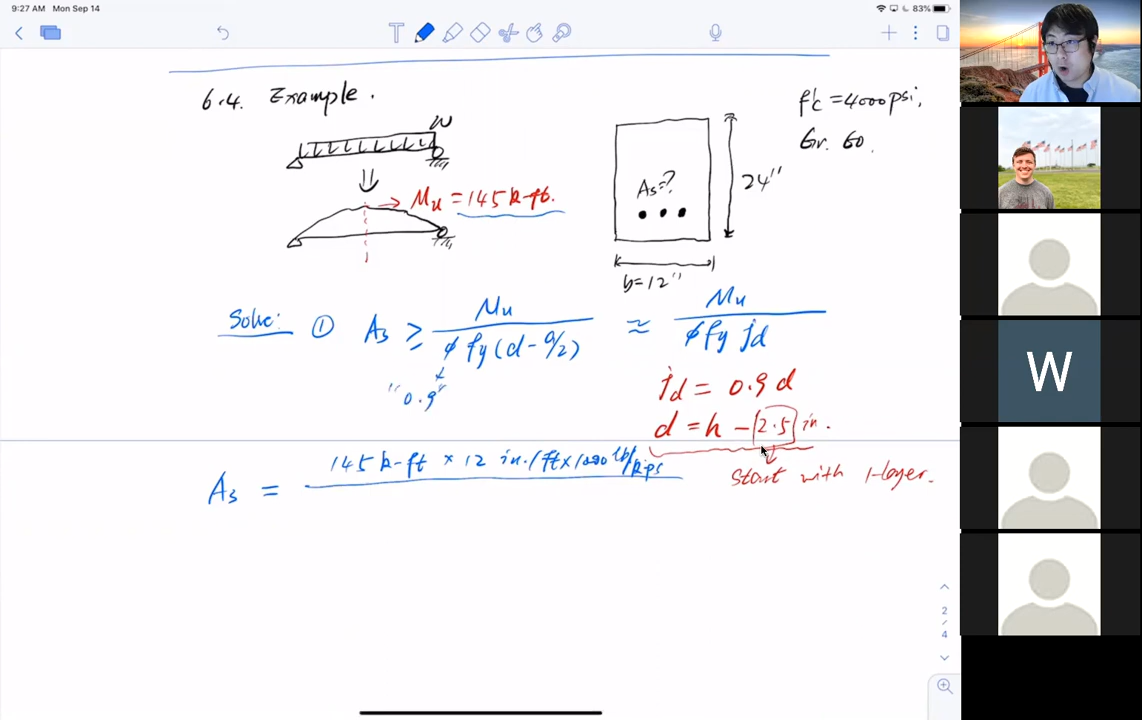 9:27 AM Mon Sep 14
83%
6.4. Example.
f'c = 4000 psi,
Gr. 60.
W
Mu = 145 k-ft.
As=?
24"
b=12"
Solve: ① As ≥ Mu / ϕ fy (d - a/2) ≈ Mu / ϕ fy jd
"0.9"
jd = 0.9 d
d = h - 2.5 in.
start with 1-layer.
As = 145 k-ft × 12 in./ft × 1000 lb/kips
W
2
/
4